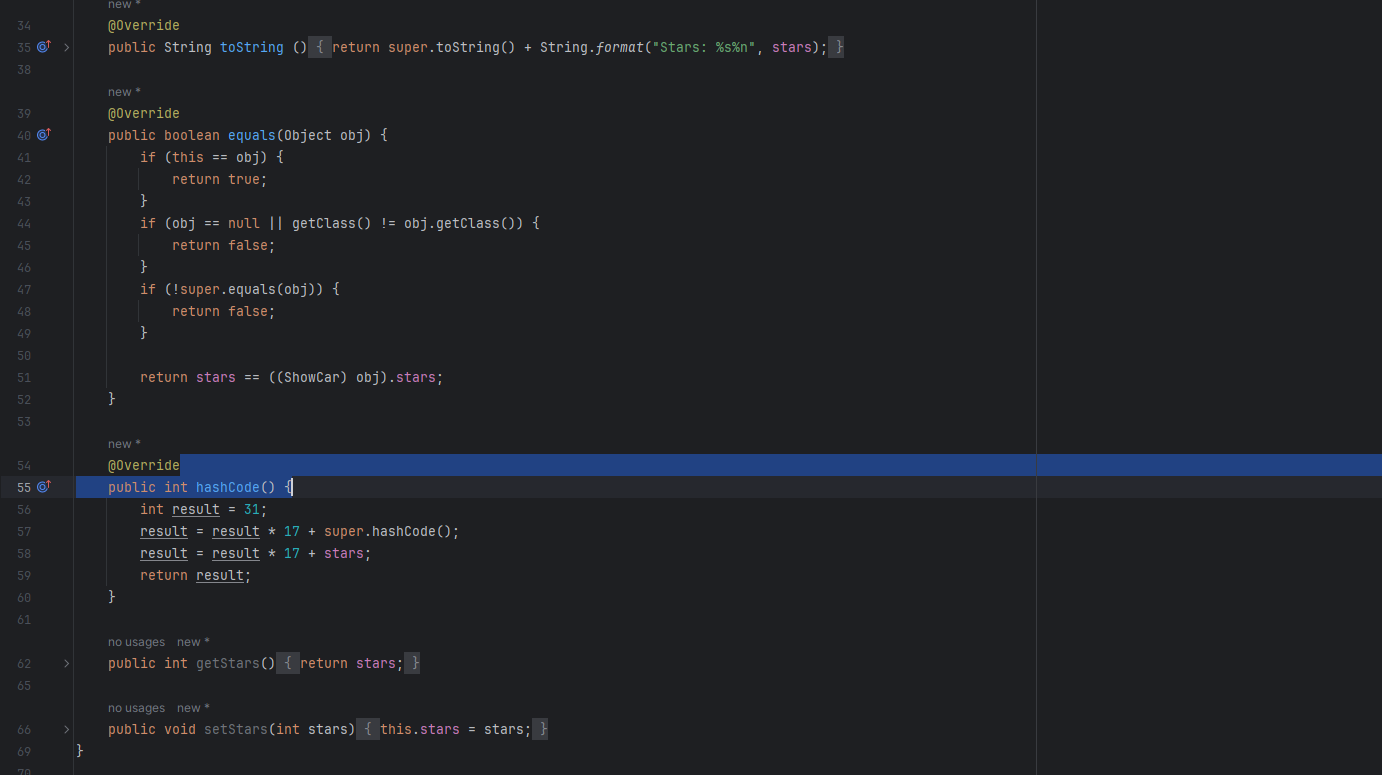 new *
34 @Override
35 public String toString () { return super.toString() + String.format("Stars: %s%n", stars); }
38
new *
39 @Override
40 public boolean equals(Object obj) {
41 if (this == obj) {
42 return true;
43 }
44 if (obj == null || getClass() != obj.getClass()) {
45 return false;
46 }
47 if (!super.equals(obj)) {
48 return false;
49 }
50
51 return stars == ((ShowCar) obj).stars;
52 }
53
new *
54 @Override
55 public int hashCode() {
56 int result = 31;
57 result = result * 17 + super.hashCode();
58 result = result * 17 + stars;
59 return result;
60 }
61
no usages new *
62 public int getStars() { return stars; }
65
no usages new *
66 public void setStars(int stars) { this.stars = stars; }
69 }
70